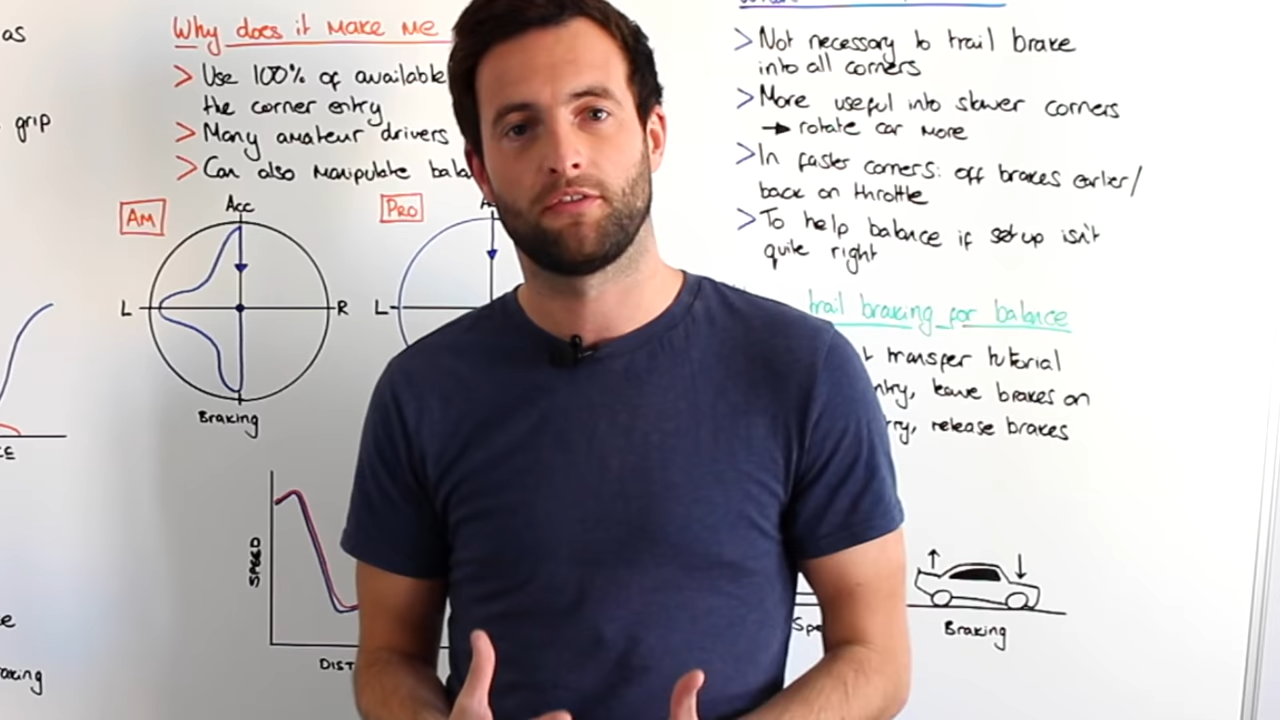 as
grip
Why does it make me
> Use 100% of available
the corner entry
> Many amateur drivers
> Can also manipulate
AM
Acc
L
R
Braking
PRO
L
SPEED
DIST
> Not necessary to trail brake
into all corners
> More useful into slower corners
→ rotate car more
> In faster corners: off brakes earlier/
back on throttle
> To help balance if setup isn't
quite right
trail braking for balance
transfer tutorial
leave brakes on
release brakes
Braking